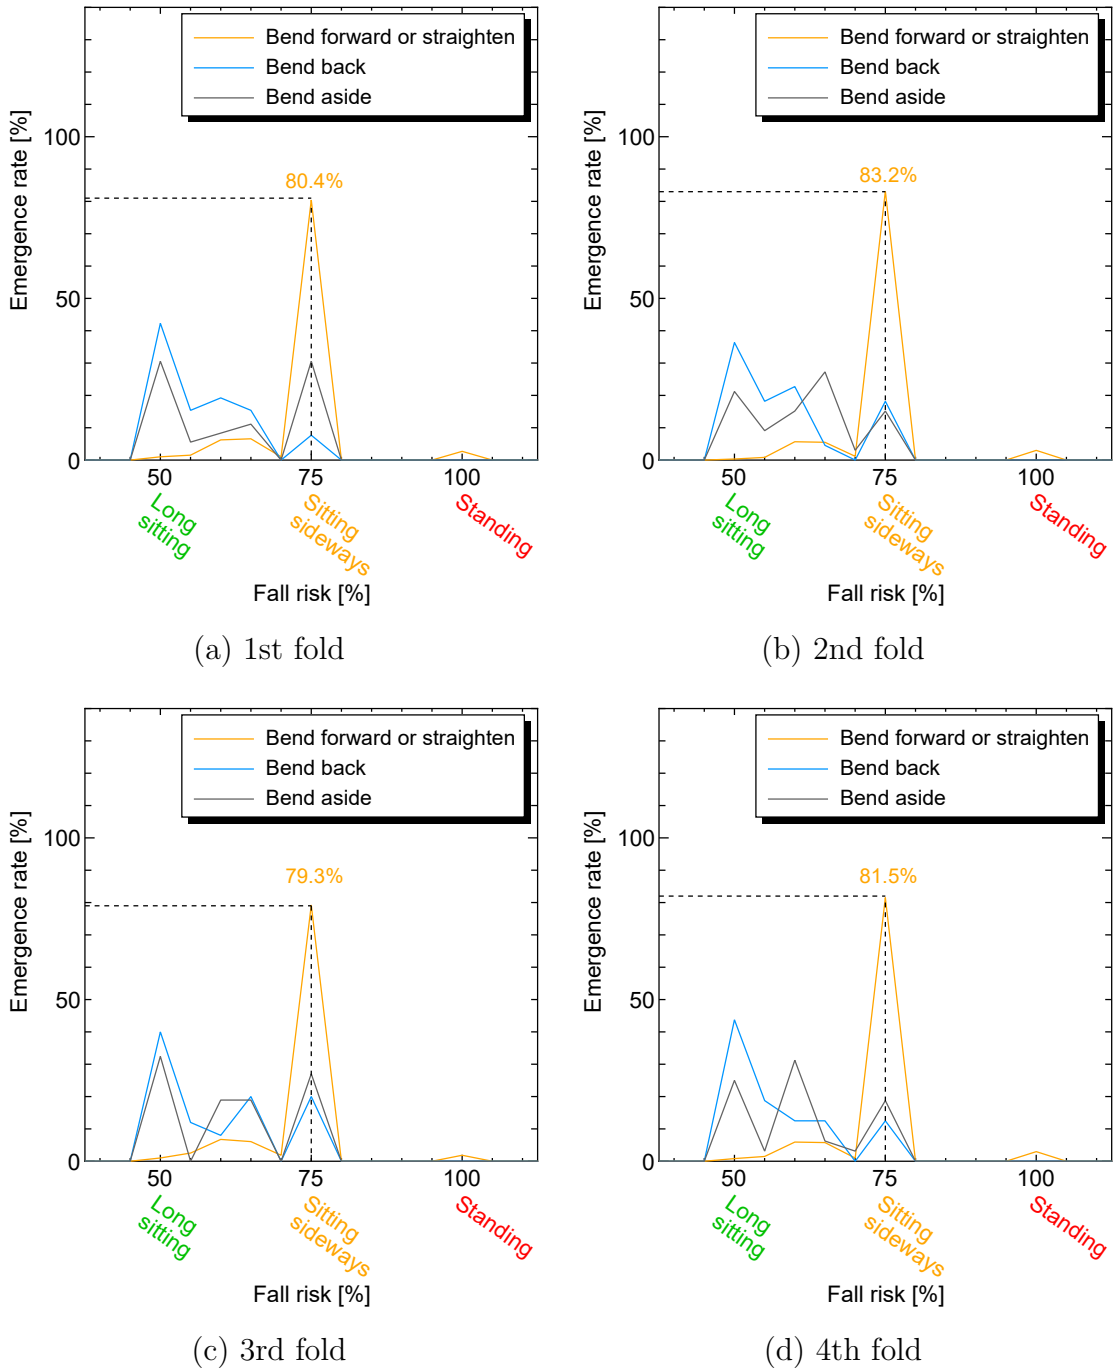 Bend forward or straighten
Bend back
Bend aside
Emergence rate [%]
100
50
0
80.4%
50
75
100
Long
sitting
Sitting
sideways
Standing
Fall risk [%]
(a) 1st fold
Bend forward or straighten
Bend back
Bend aside
Emergence rate [%]
100
50
0
83.2%
50
75
100
Long
sitting
Sitting
sideways
Standing
Fall risk [%]
(b) 2nd fold
Bend forward or straighten
Bend back
Bend aside
Emergence rate [%]
100
50
0
79.3%
50
75
100
Long
sitting
Sitting
sideways
Standing
Fall risk [%]
(c) 3rd fold
Bend forward or straighten
Bend back
Bend aside
Emergence rate [%]
100
50
0
81.5%
50
75
100
Long
sitting
Sitting
sideways
Standing
Fall risk [%]
(d) 4th fold